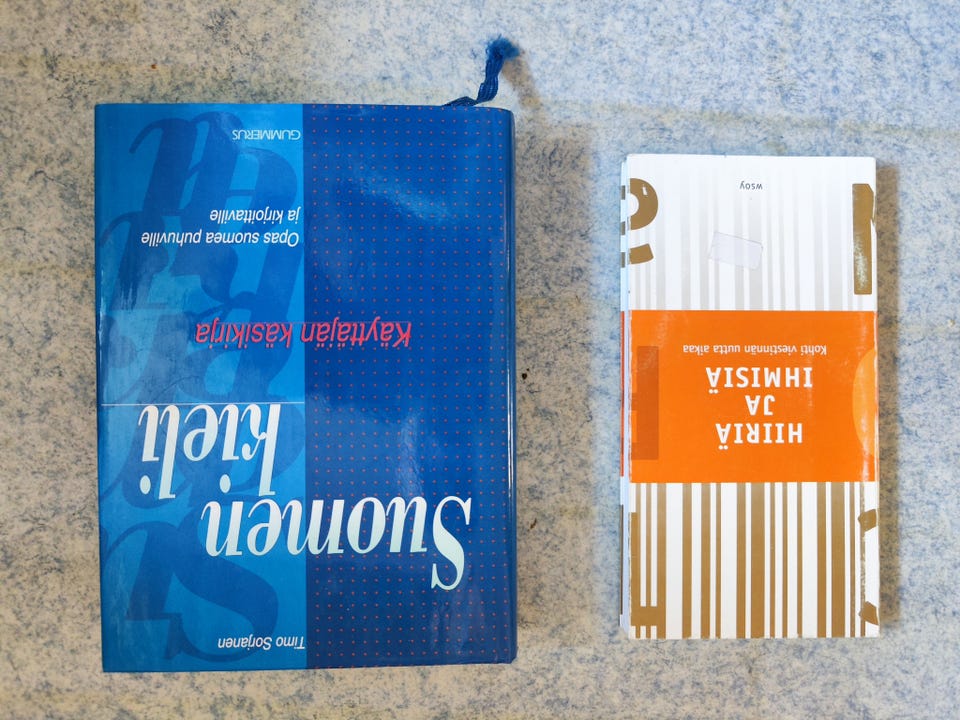 Timo Sorjanen
Suomen
kieli
Käyttäjän käsikirja
Opas suomea puhuville
ja kirjoittaville
GUMMERUS
HIIRIÄ
JA
IHMISIÄ
Kohti viestinnän uutta aikaa
wsoy